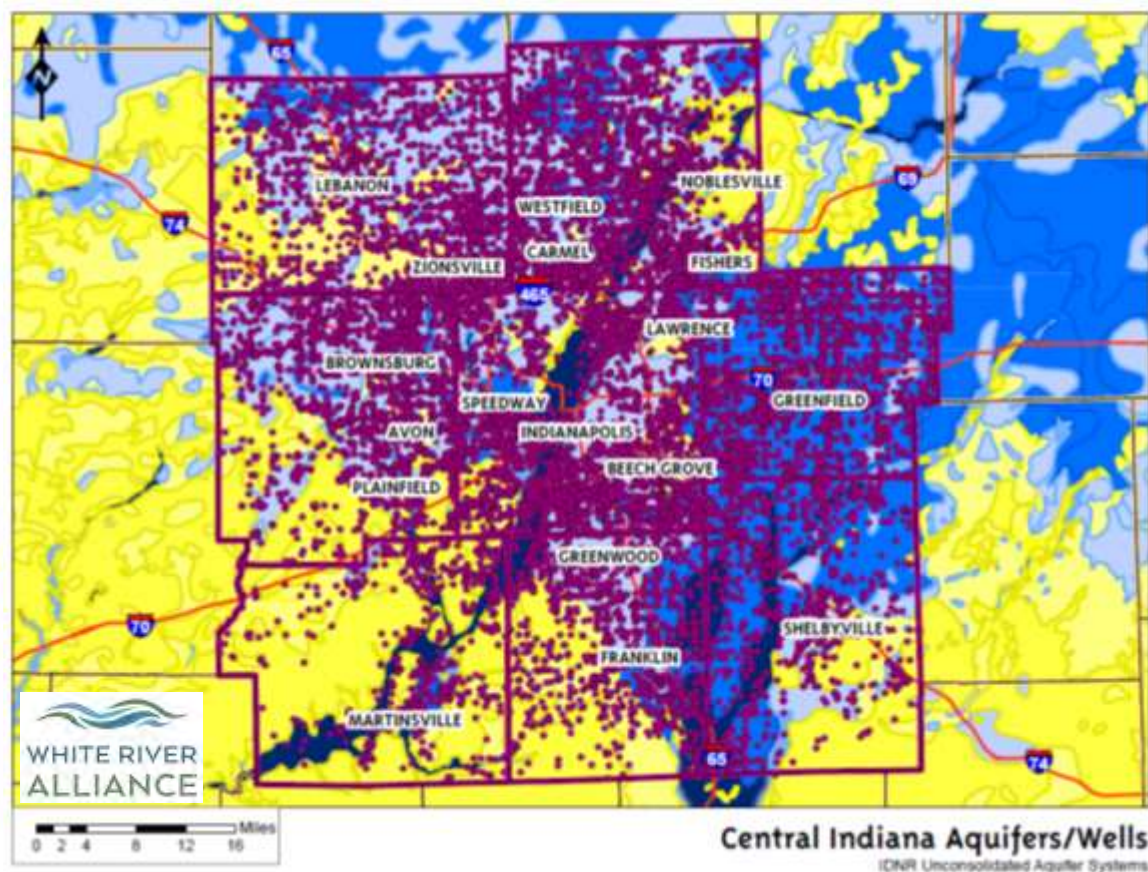 N
65
LEBANON
NOBLESVILLE
69
WESTFIELD
74
CARMEL
ZIONSVILLE
FISHERS
465
LAWRENCE
BROWNSBURG
70
SPEEDWAY
GREENFIELD
AVON
INDIANAPOLIS
BEECH GROVE
PLAINFIELD
GREENWOOD
70
SHELBYVILLE
FRANKLIN
MARTINSVILLE
WHITE RIVER
ALLIANCE
65
74
Miles
0 2 4 8 12 16
Central Indiana Aquifers/Wells
IDNR Unconsolidated Aquifer Systems